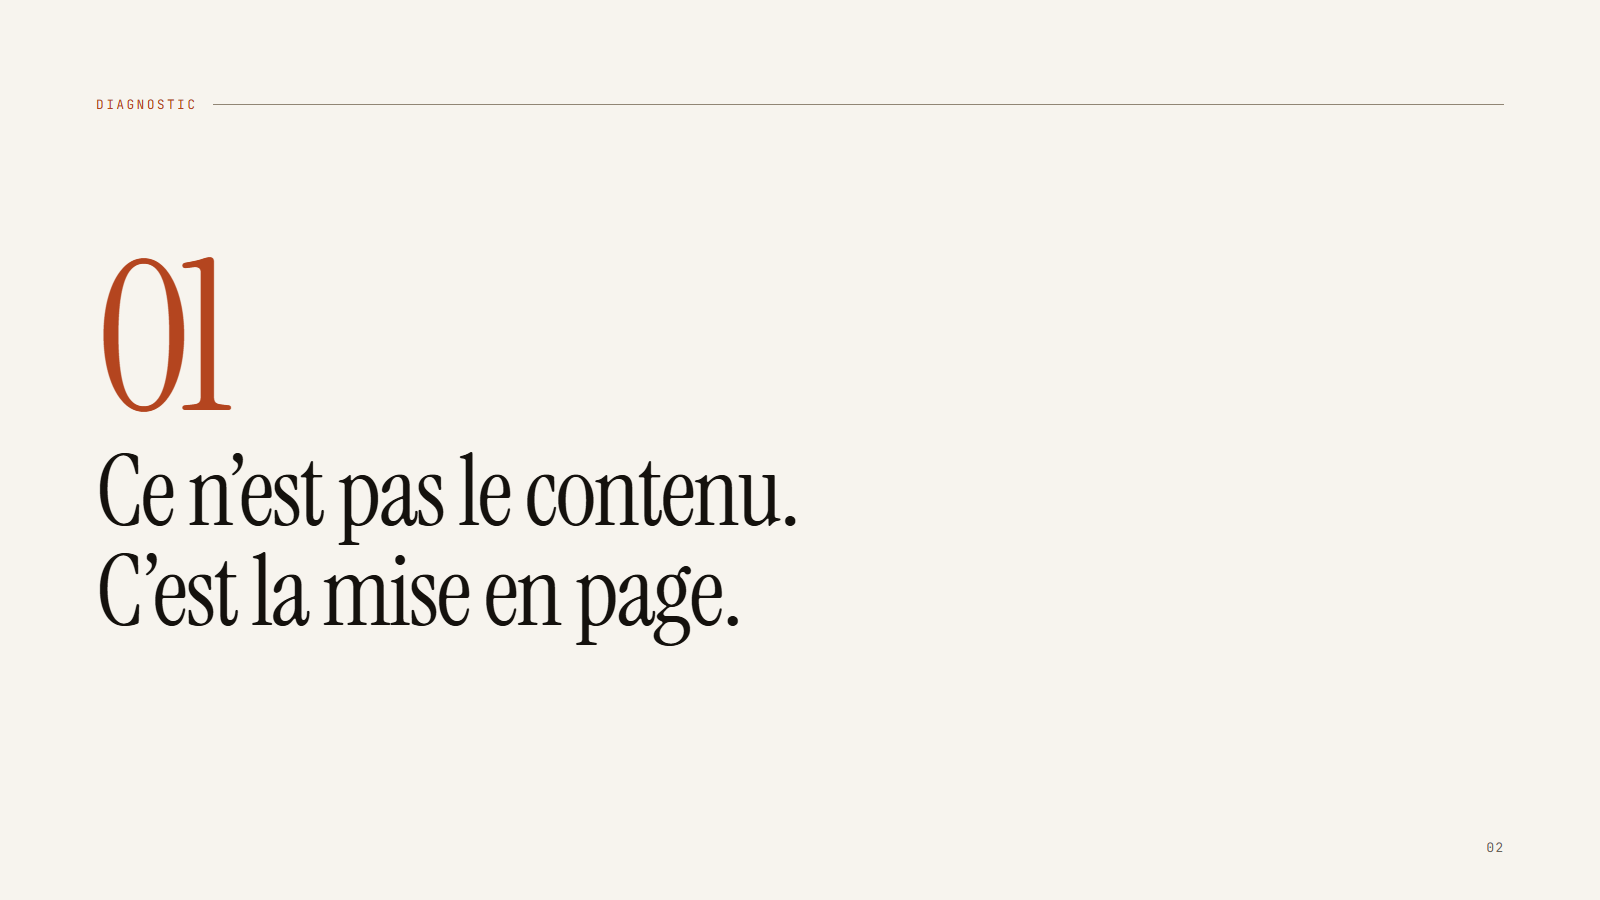 DIAGNOSTIC
01
Ce n’est pas le contenu.
C’est la mise en page.
02